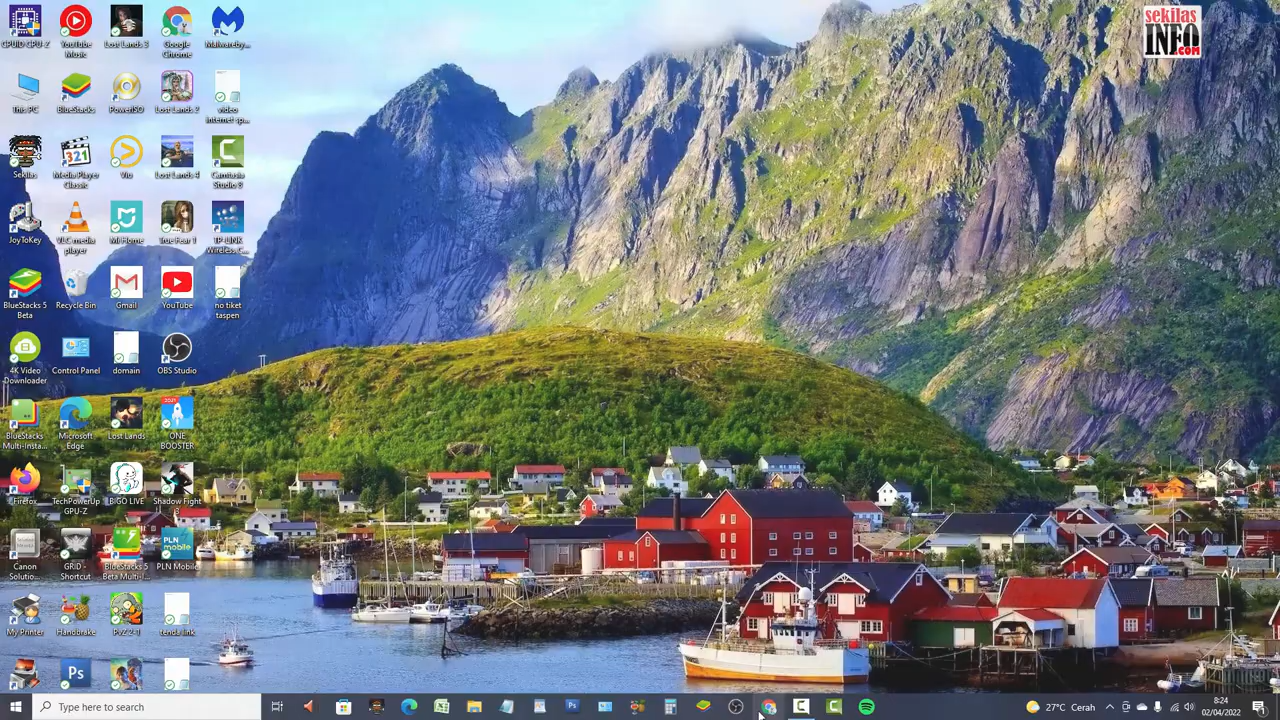 sekilas
INFO
.COM
CPUID CPU-Z
YouTube Music
Lost Lands 3
Google Chrome
Malwareby...
This PC
BlueStacks
PowerISO
Lost Lands 2
video internet sp...
Sekilas
Media Player Classic
Viu
Lost Lands 4
Camtasia Studio 8
JoyToKey
VLC media player
Mi Home
True Fear 1
TP-LINK Wireless C...
BlueStacks 5 Beta
Recycle Bin
Gmail
YouTube
no tiket taspen
4K Video Downloader
Control Panel
domain
OBS Studio
BlueStacks Multi-Insta...
Microsoft Edge
Lost Lands
ONE BOOSTER
Firefox
TechPowerUp GPU-Z
BIGO LIVE
Shadow Fight
Canon Solutio...
GRID - Shortcut
BlueStacks 5 Beta Multi-I...
PLN Mobile
My Printer
Handbrake
PvZ 2-1
tenda link
Type here to search
27°C Cerah
8:24
02/04/2022